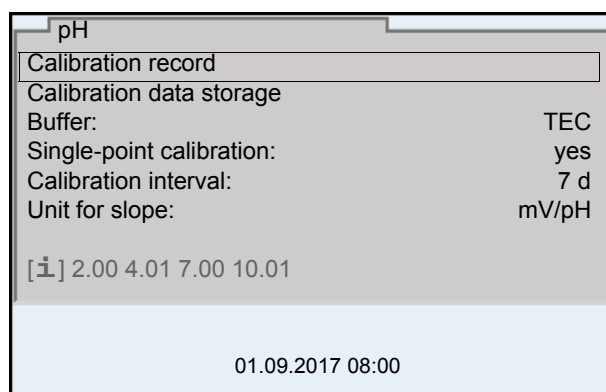 pH
Calibration record
Calibration data storage
Buffer: TEC
Single-point calibration: yes
Calibration interval: 7 d
Unit for slope: mV/pH
[i] 2.00 4.01 7.00 10.01
01.09.2017 08:00